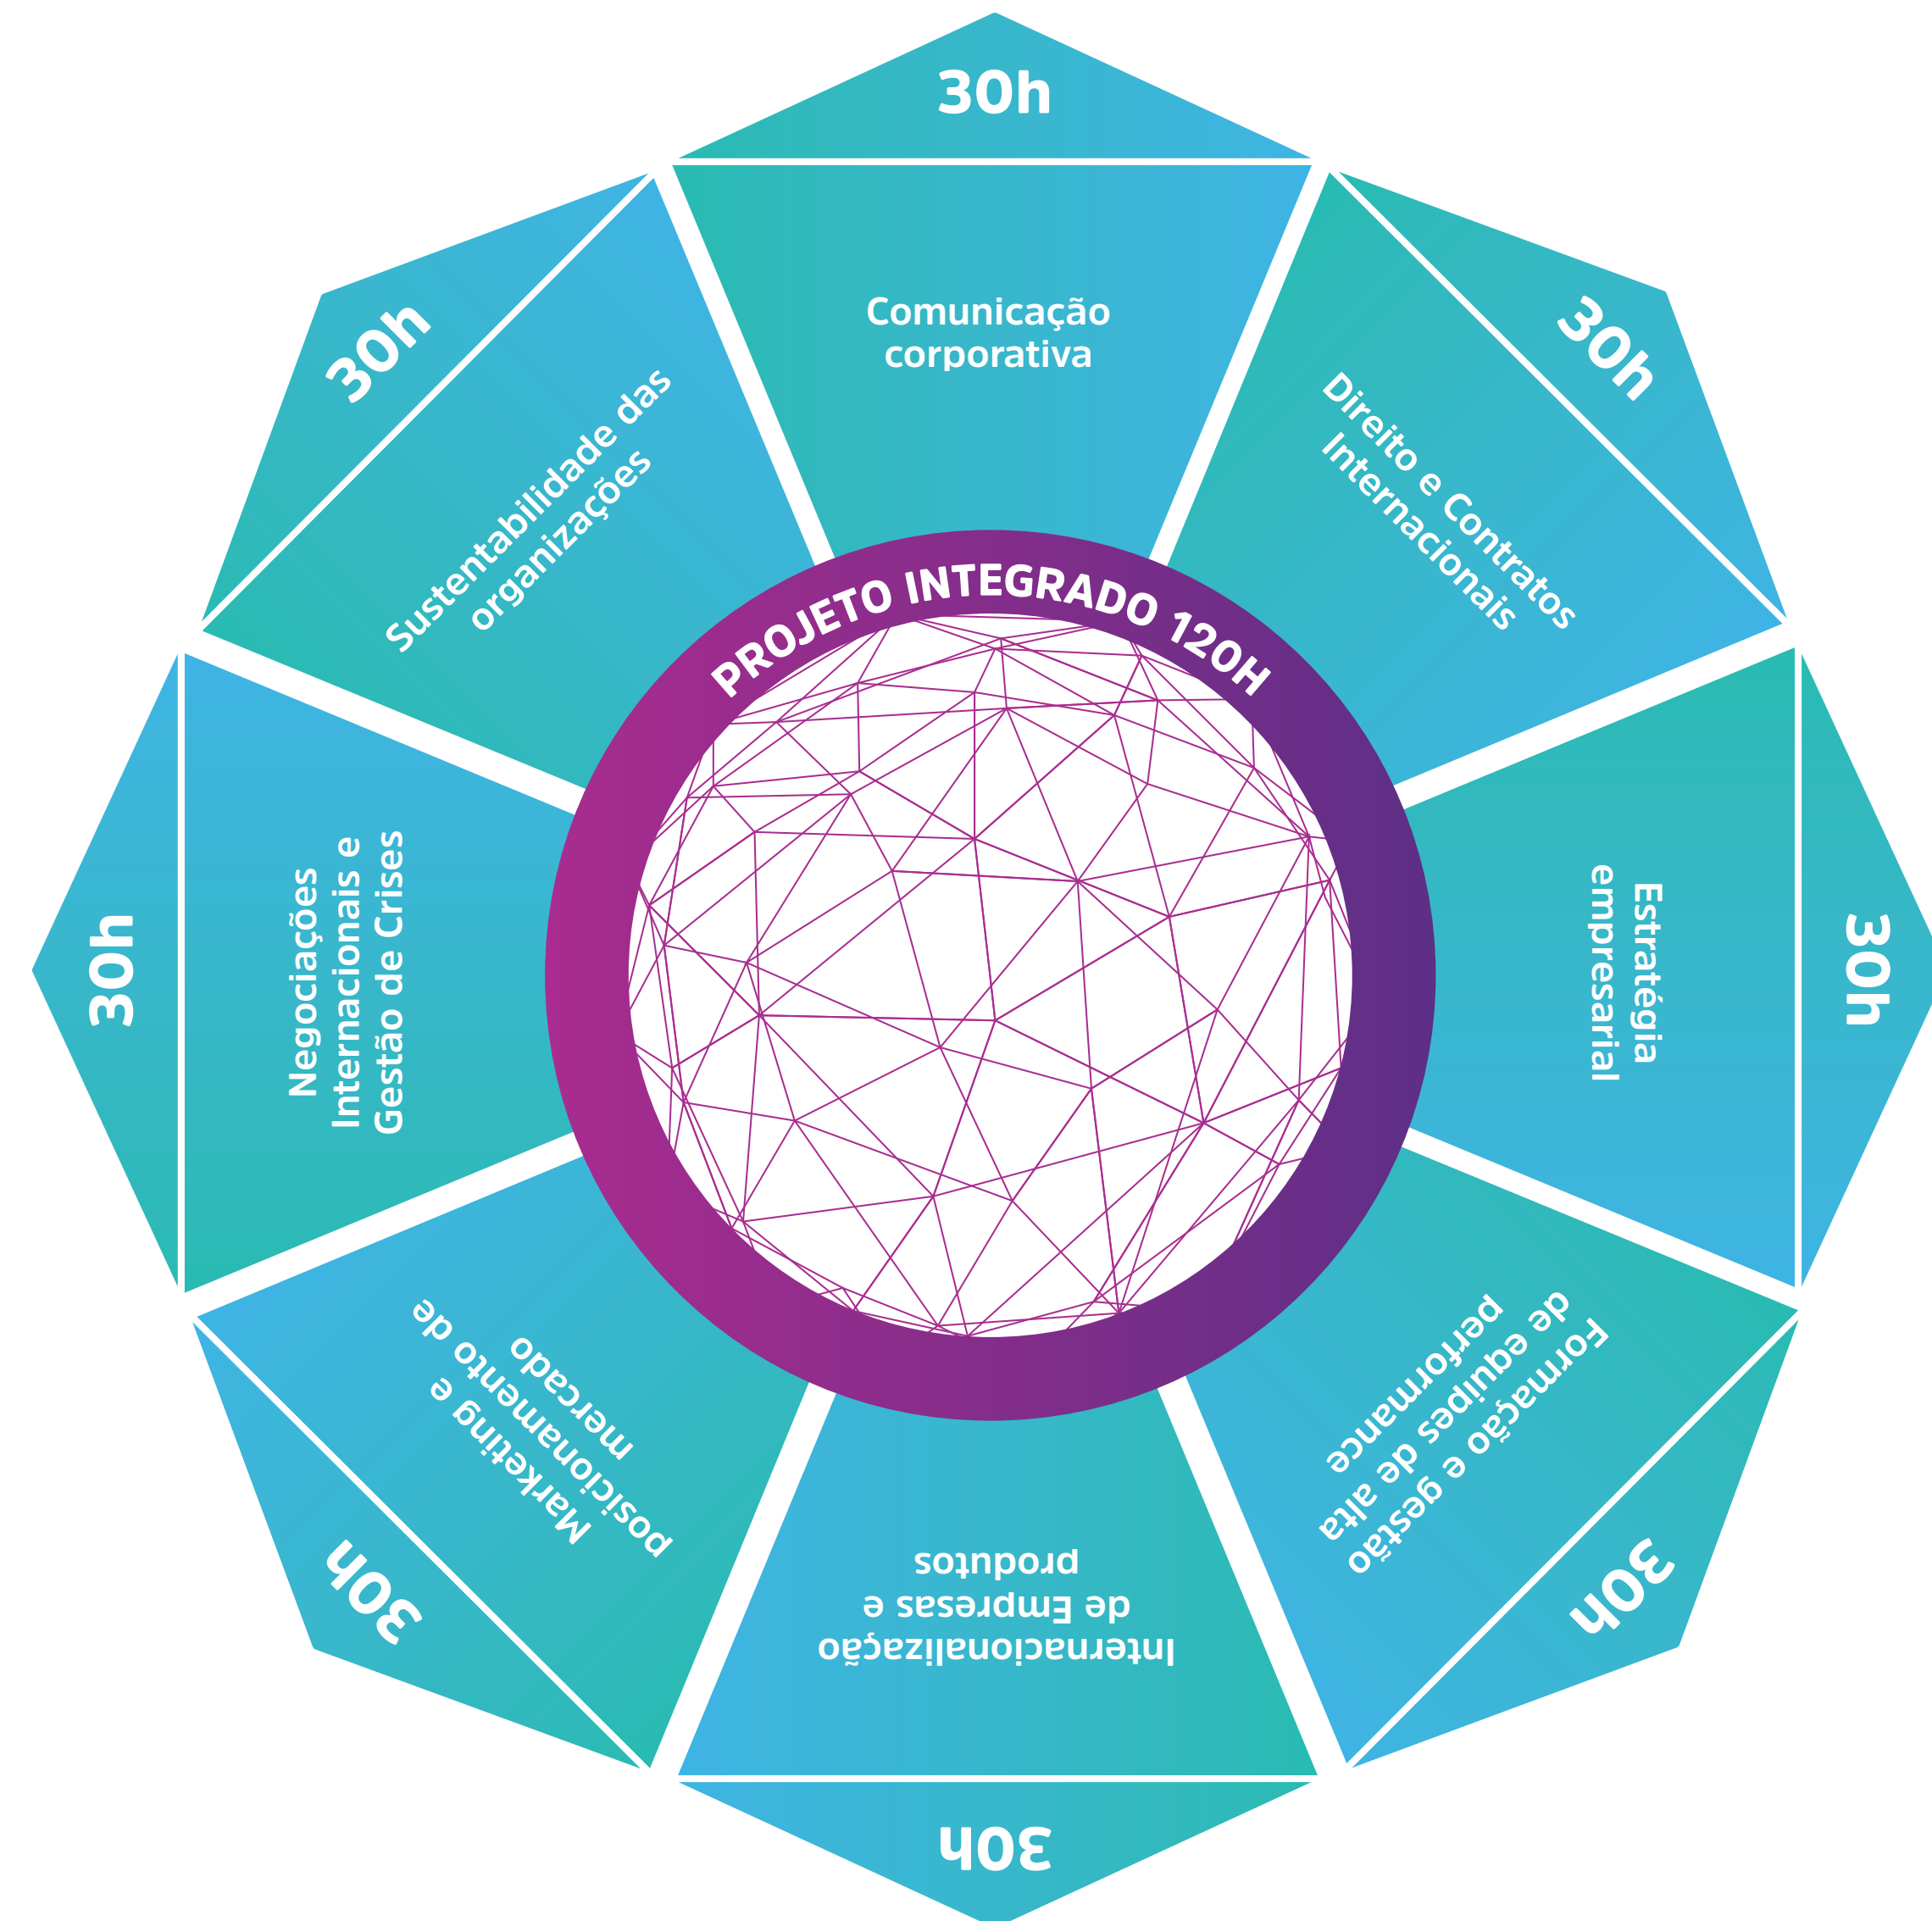 30h
Comunicação
corporativa
30h
Direito e Contratos
Internacionais
30h
Estratégia
empresarial
30h
Formação e gestão
de equipes de alta
performance
30h
Internacionalização
de Empresas e
produtos
30h
Marketing e
posicionamento de
mercado
30h
Negociações
Internacionais e
Gestão de Crises
30h
Sustentabilidade das
organizações
PROJETO INTEGRADO 120H